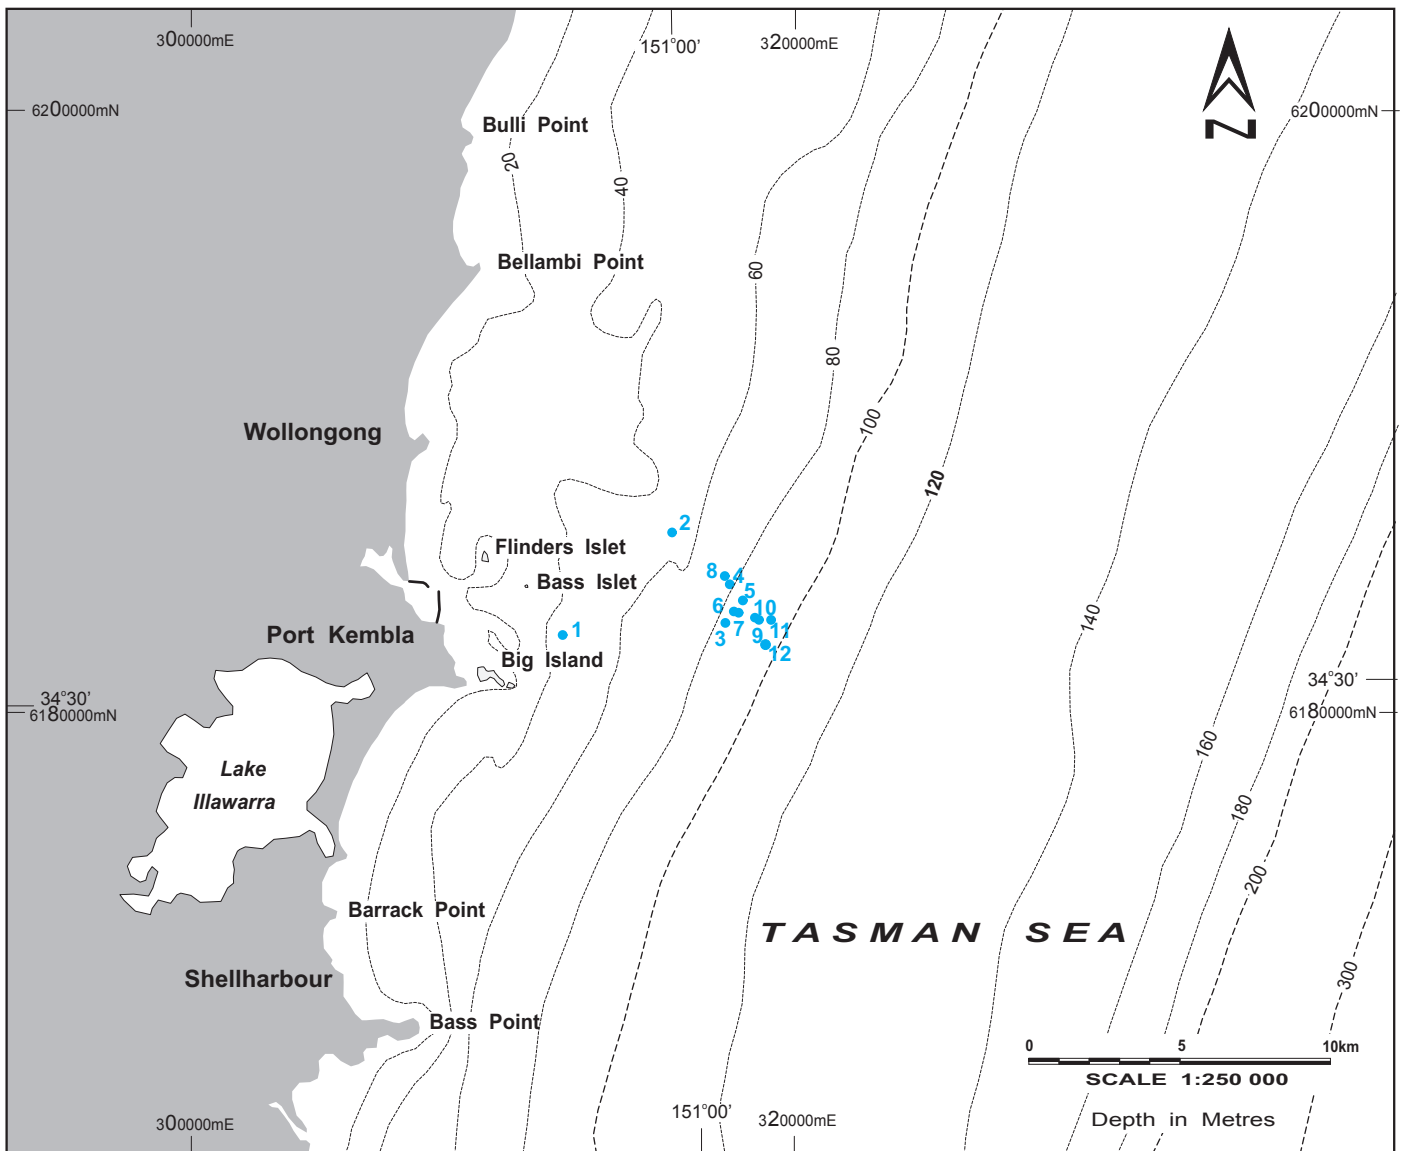 300000mE
151°00'
320000mE
6200000mN
6200000mN
Bulli Point
N
20
40
Bellambi Point
60
80
100
Wollongong
120
2
Flinders Islet
8
4
Bass Islet
5
6
10
140
1
3
7
9
11
Port Kembla
12
Big Island
34°30'
34°30'
6180000mN
6180000mN
160
Lake
Illawarra
180
200
Barrack Point
TASMAN SEA
Shellharbour
300
Bass Point
0
5
10km
SCALE 1:250 000
Depth in Metres
300000mE
151°00'
320000mE